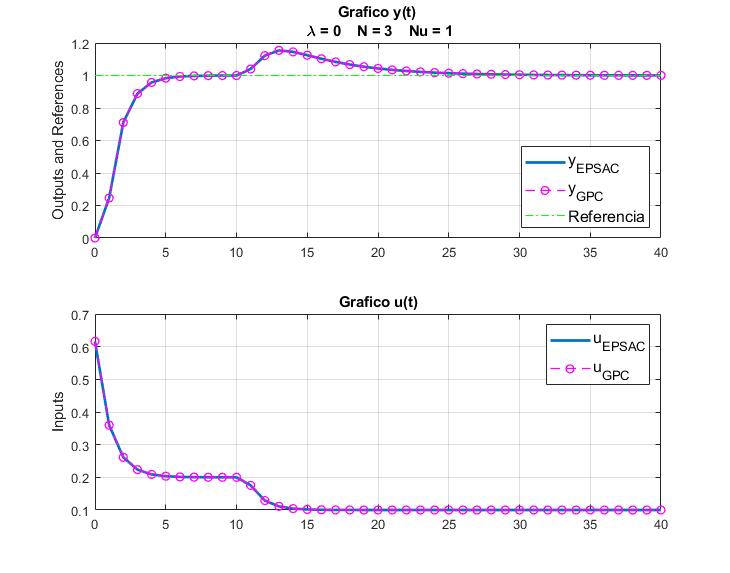 Grafico y(t)
λ = 0    N = 3    Nu = 1
Outputs and References
1.2
1
0.8
0.6
0.4
0.2
0
0 5 10 15 20 25 30 35 40
y_EPSAC
y_GPC
Referencia
Grafico u(t)
Inputs
0.7
0.6
0.5
0.4
0.3
0.2
0.1
0 5 10 15 20 25 30 35 40
u_EPSAC
u_GPC